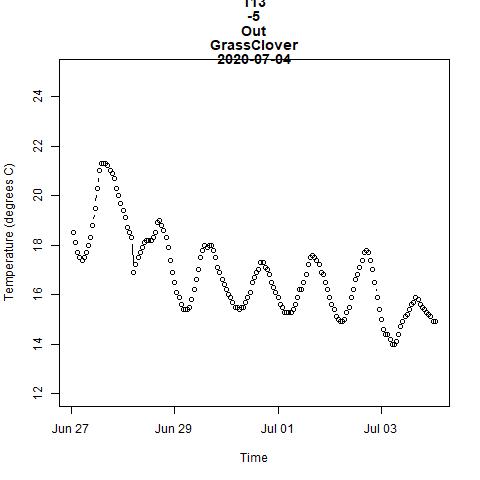 113
-5
Out
GrassClover
2020-07-04
Temperature (degrees C)
24
22
20
18
16
14
12
Jun 27
Jun 29
Jul 01
Jul 03
Time